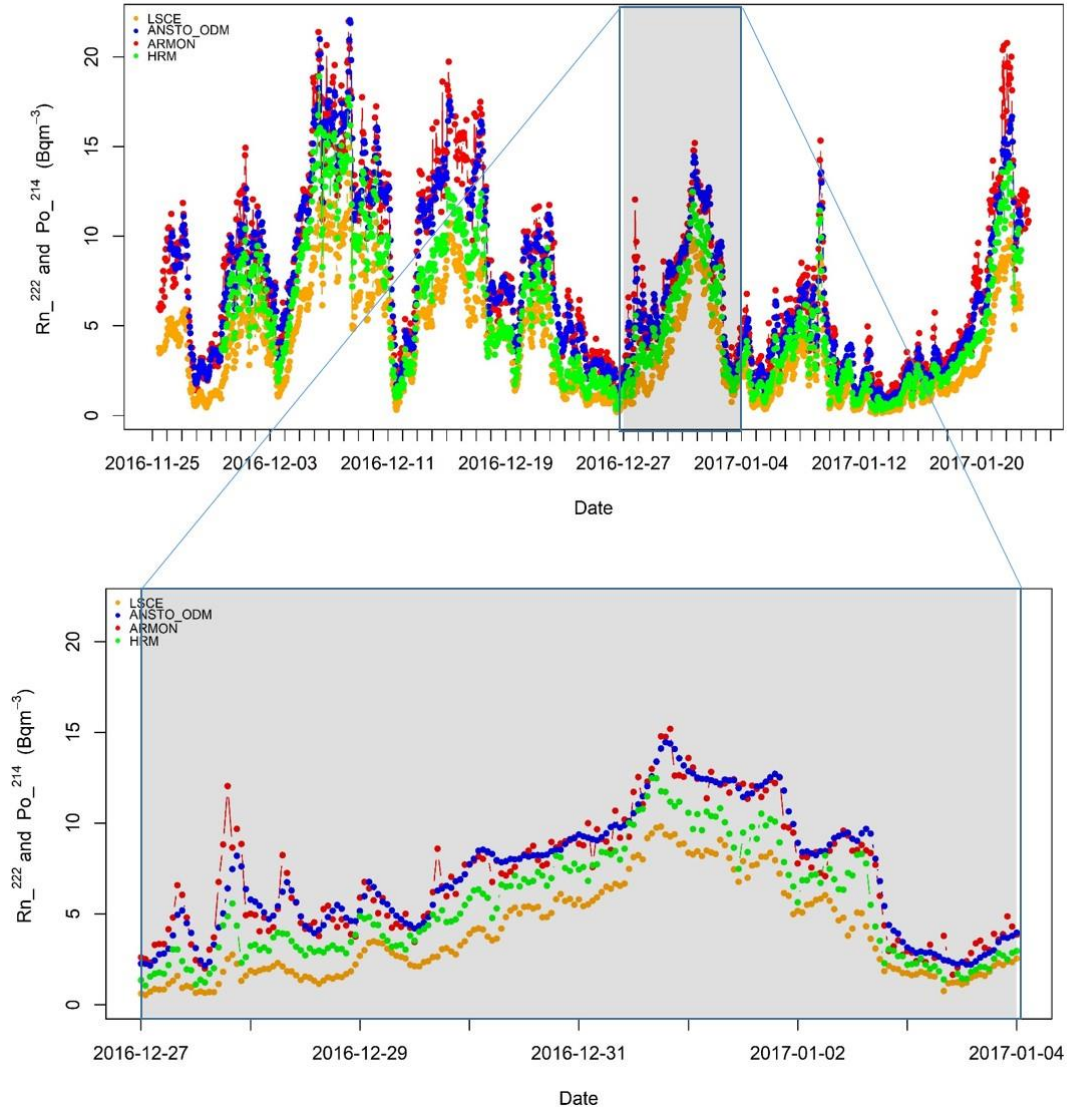 LSCE
ANSTO_ODM
ARMON
HRM
Rn_²²² and Po_²¹⁴ (Bqm⁻³)
20
15
10
5
0
2016-11-25 2016-12-03 2016-12-11 2016-12-19 2016-12-27 2017-01-04 2017-01-12 2017-01-20
Date
LSCE
ANSTO_ODM
ARMON
HRM
Rn_²²² and Po_²¹⁴ (Bqm⁻³)
20
15
10
5
0
2016-12-27 2016-12-29 2016-12-31 2017-01-02 2017-01-04
Date